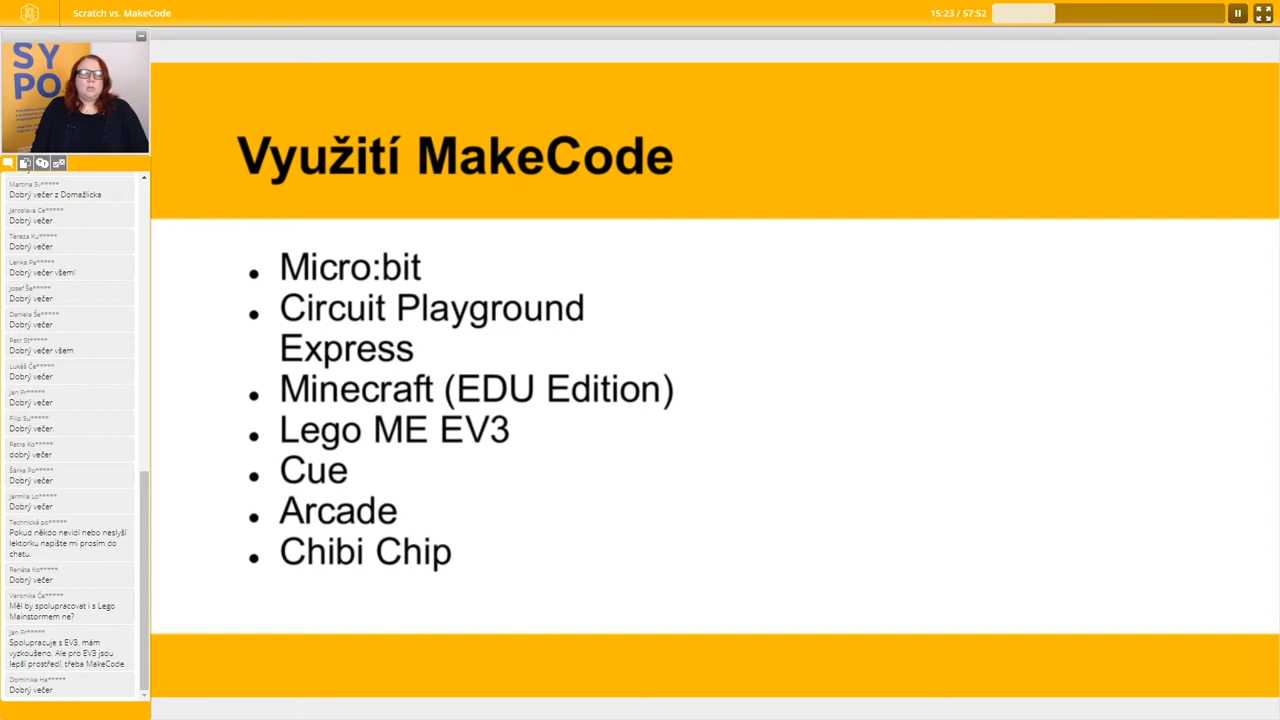 Scratch vs. MakeCode
15:23 / 57:52
SY
PO
Využití MakeCode
Micro:bit
Circuit Playground
Express
Minecraft (EDU Edition)
Lego ME EV3
Cue
Arcade
Chibi Chip
Martina Sv*****
Dobrý večer z Domažlicka
Jaroslava Ce*****
Dobrý večer
Tereza Ku*****
Dobrý večer
Lenka Pa*****
Dobrý večer všem!
Josef Še*****
Dobrý večer
Daniela Še*****
Dobrý večer
Petr St*****
Dobrý večer všem
Lukáš Če*****
Dobrý večer
Jan Pr*****
Dobrý večer
Filip Su*****
Dobrý večer.
Petra Ko*****
dobrý večer
Šárka Po*****
Dobrý večer
Jarmila Lo*****
Dobrý večer
Technická po*****
Pokud někdo nevidí nebo neslyší
lektorku napište mi prosím do
chatu.
Renáta Ko*****
Dobrý večer
Veronika Če*****
Měl by spolupracovat i s Lego
Mainstormem ne?
Jan Pr*****
Spolupracuje s EV3, mám
vyzkoušeno. Ale pro EV3 jsou
lepší prostředí, třeba MakeCode.
Dominika Ha*****
Dobrý večer